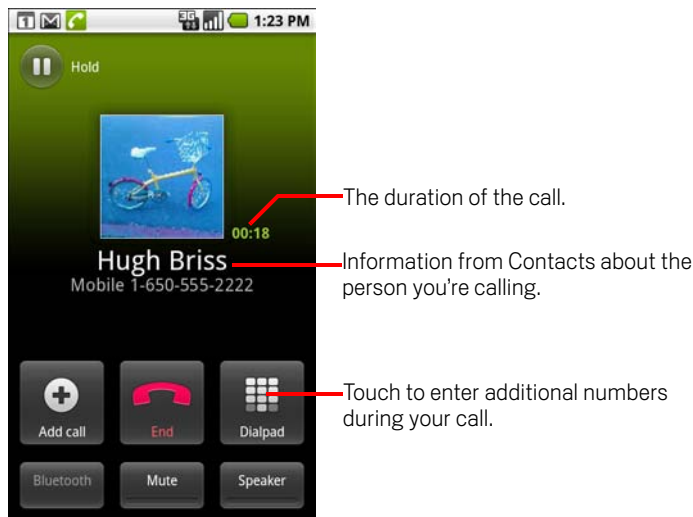 1
3G
1:23 PM
Hold
The duration of the call.
00:18
Hugh Briss
Information from Contacts about the
person you're calling.
Mobile 1-650-555-2222
Touch to enter additional numbers
during your call.
Add call
End
Dialpad
Bluetooth
Mute
Speaker